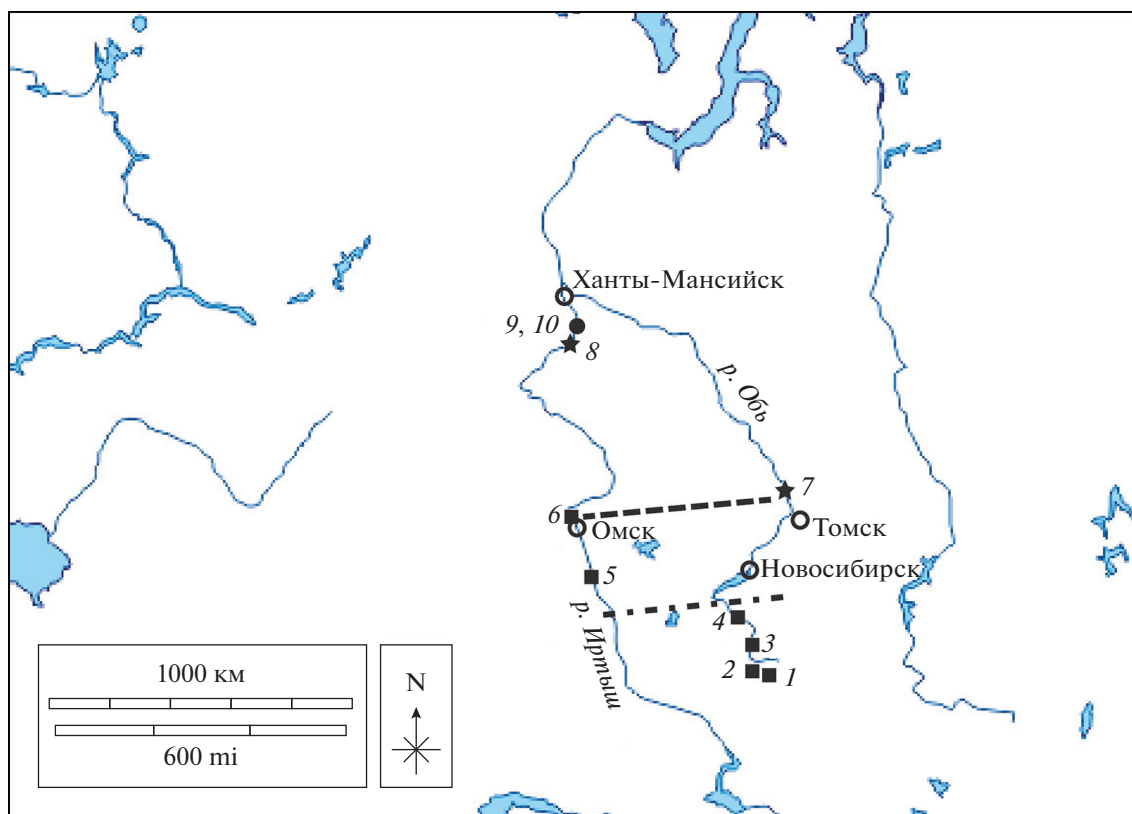 Ханты-Мансийск
9, 10
8
р. Обь
7
6
Омск
Томск
5
Новосибирск
р. Иртыш
4
3
2
1
1000 км
600 mi
N